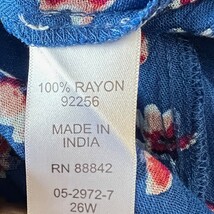 100% RAYON
92256
MADE IN
INDIA
RN 88842
05-2972-7
26W